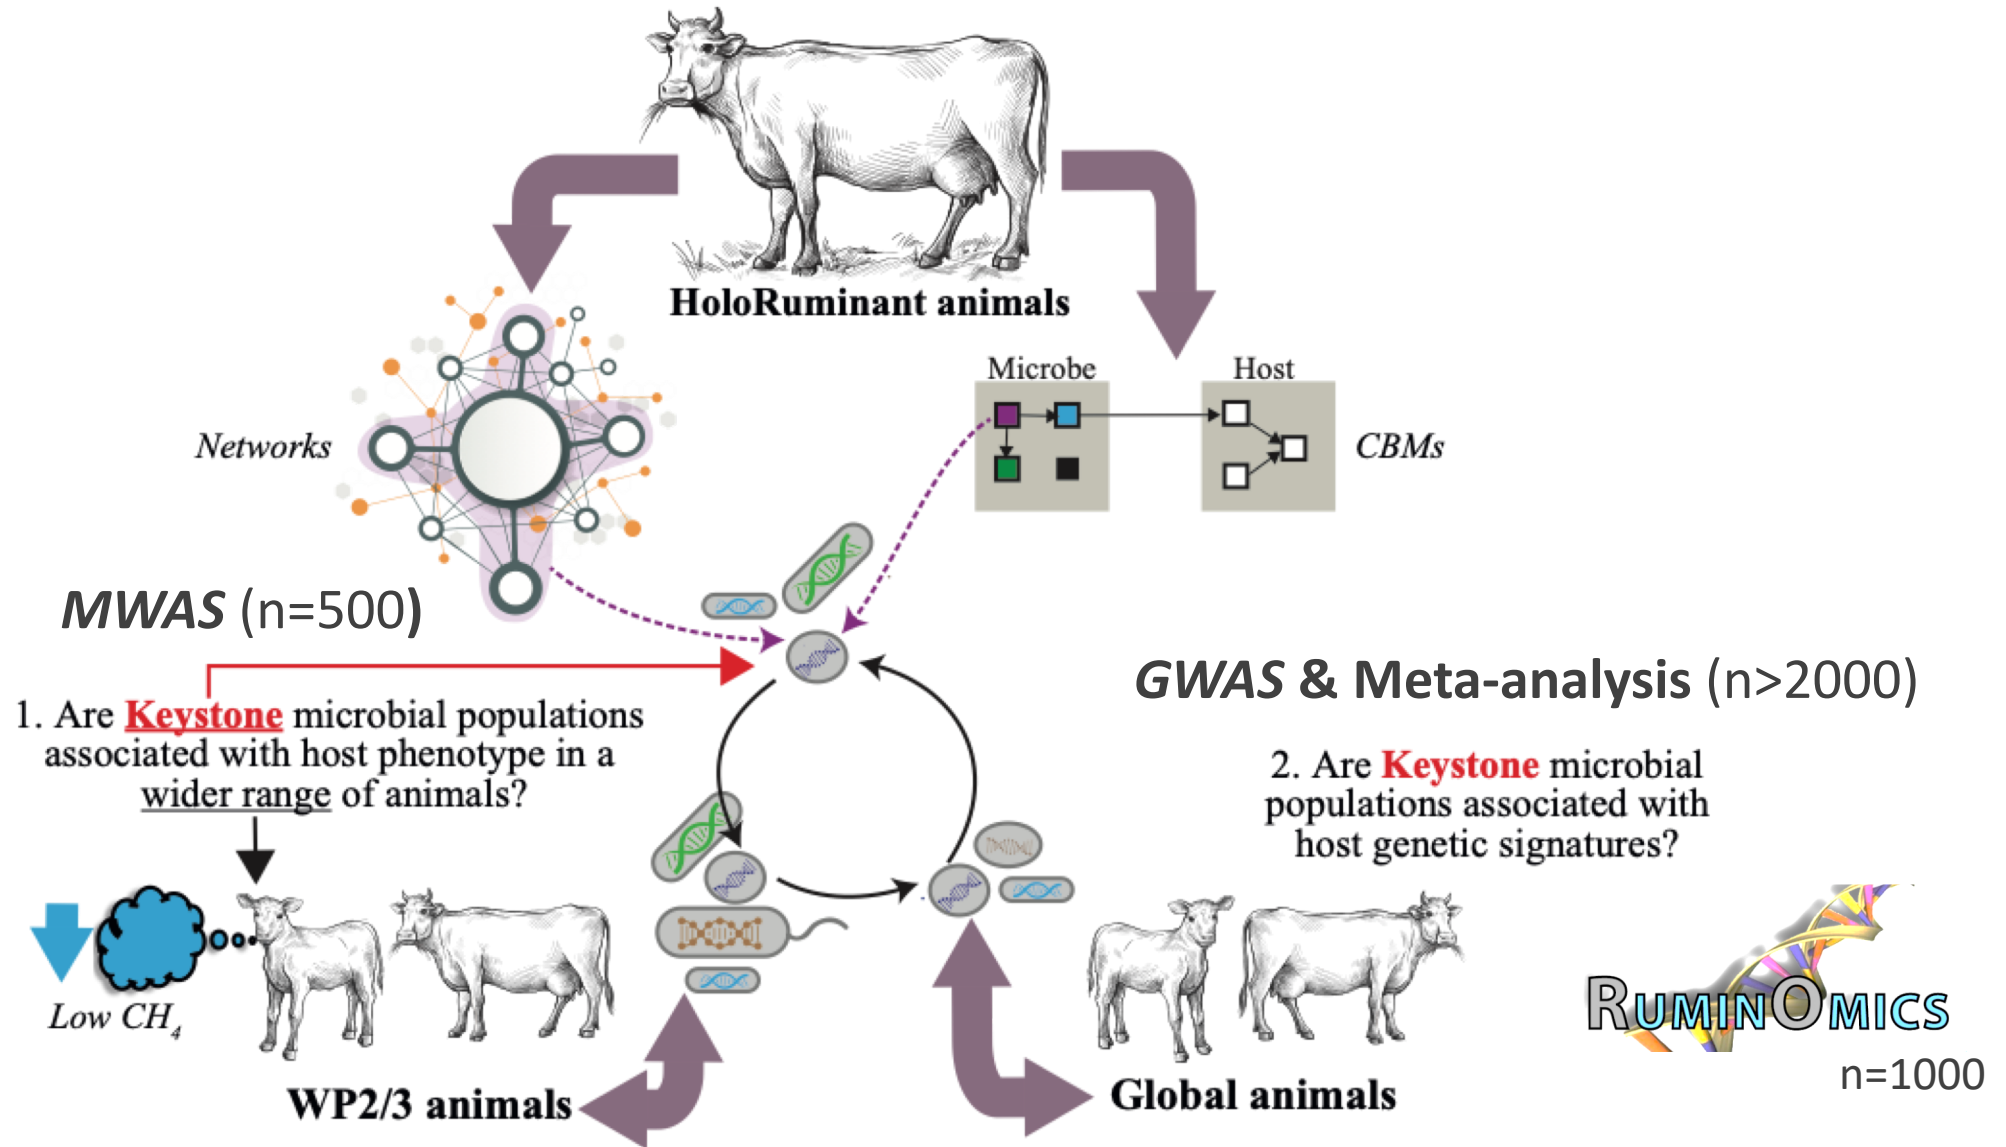 HoloRuminant animals
Microbe
Host
Networks
CBMs
MWAS (n=500)
1. Are Keystone microbial populations
associated with host phenotype in a
wider range of animals?
GWAS & Meta-analysis (n>2000)
2. Are Keystone microbial
populations associated with
host genetic signatures?
Low CH₄
WP2/3 animals
Global animals
RUMINOMICS
n=1000